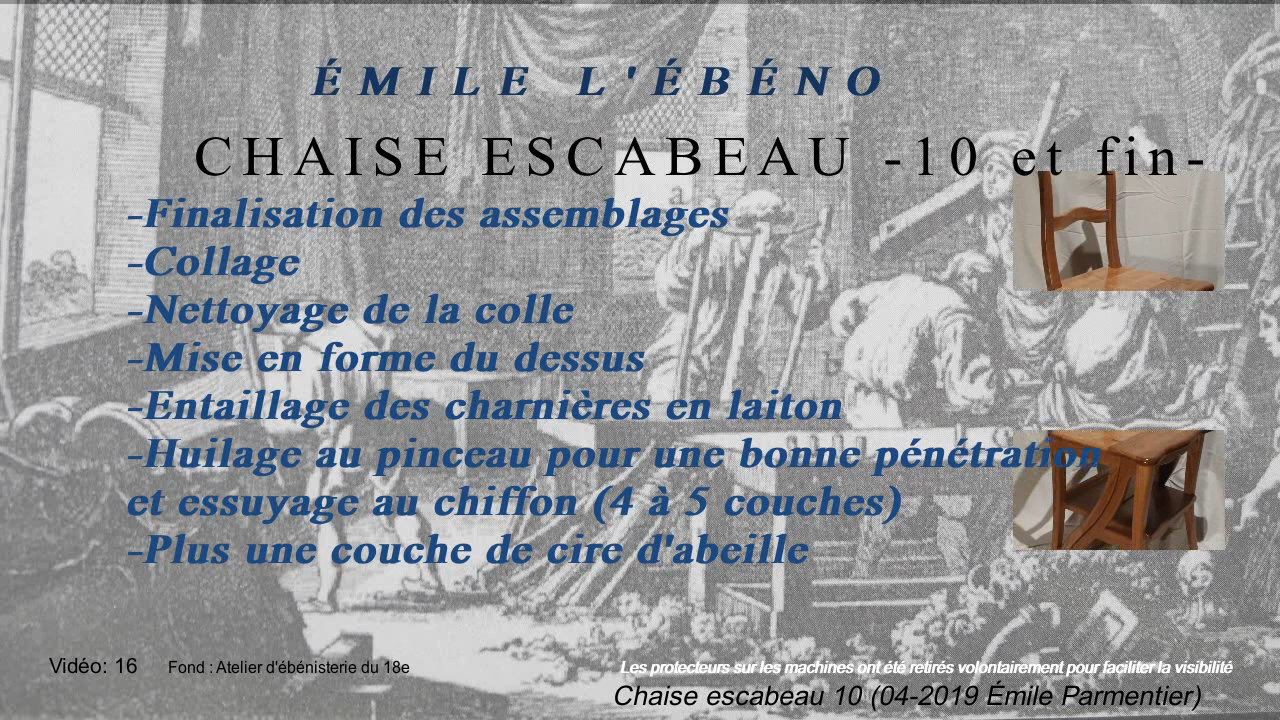 ÉMILE L'ÉBÉNO
CHAISE ESCABEAU -10 et fin-
-Finalisation des assemblages
-Collage
-Nettoyage de la colle
-Mise en forme du dessus
-Entaillage des charnières en laiton
-Huilage au pinceau pour une bonne pénétration
et essuyage au chiffon (4 à 5 couches)
-Plus une couche de cire d'abeille
Vidéo: 16
Fond : Atelier d'ébénisterie du 18e
Les protecteurs sur les machines ont été retirés volontairement pour faciliter la visibilité
Chaise escabeau 10 (04-2019 Émile Parmentier)